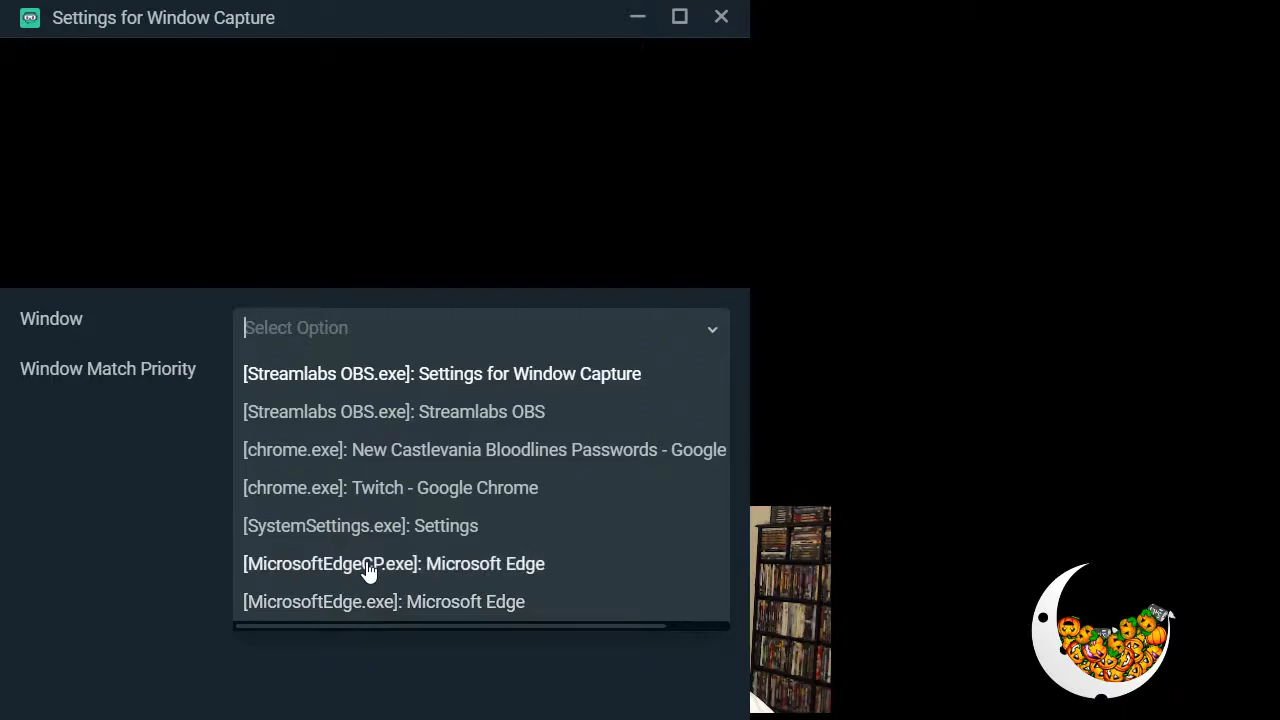 Settings for Window Capture
Window
Select Option
Window Match Priority
[Streamlabs OBS.exe]: Settings for Window Capture
[Streamlabs OBS.exe]: Streamlabs OBS
[chrome.exe]: New Castlevania Bloodlines Passwords - Google
[chrome.exe]: Twitch - Google Chrome
[SystemSettings.exe]: Settings
[MicrosoftEdgeCP.exe]: Microsoft Edge
[MicrosoftEdge.exe]: Microsoft Edge